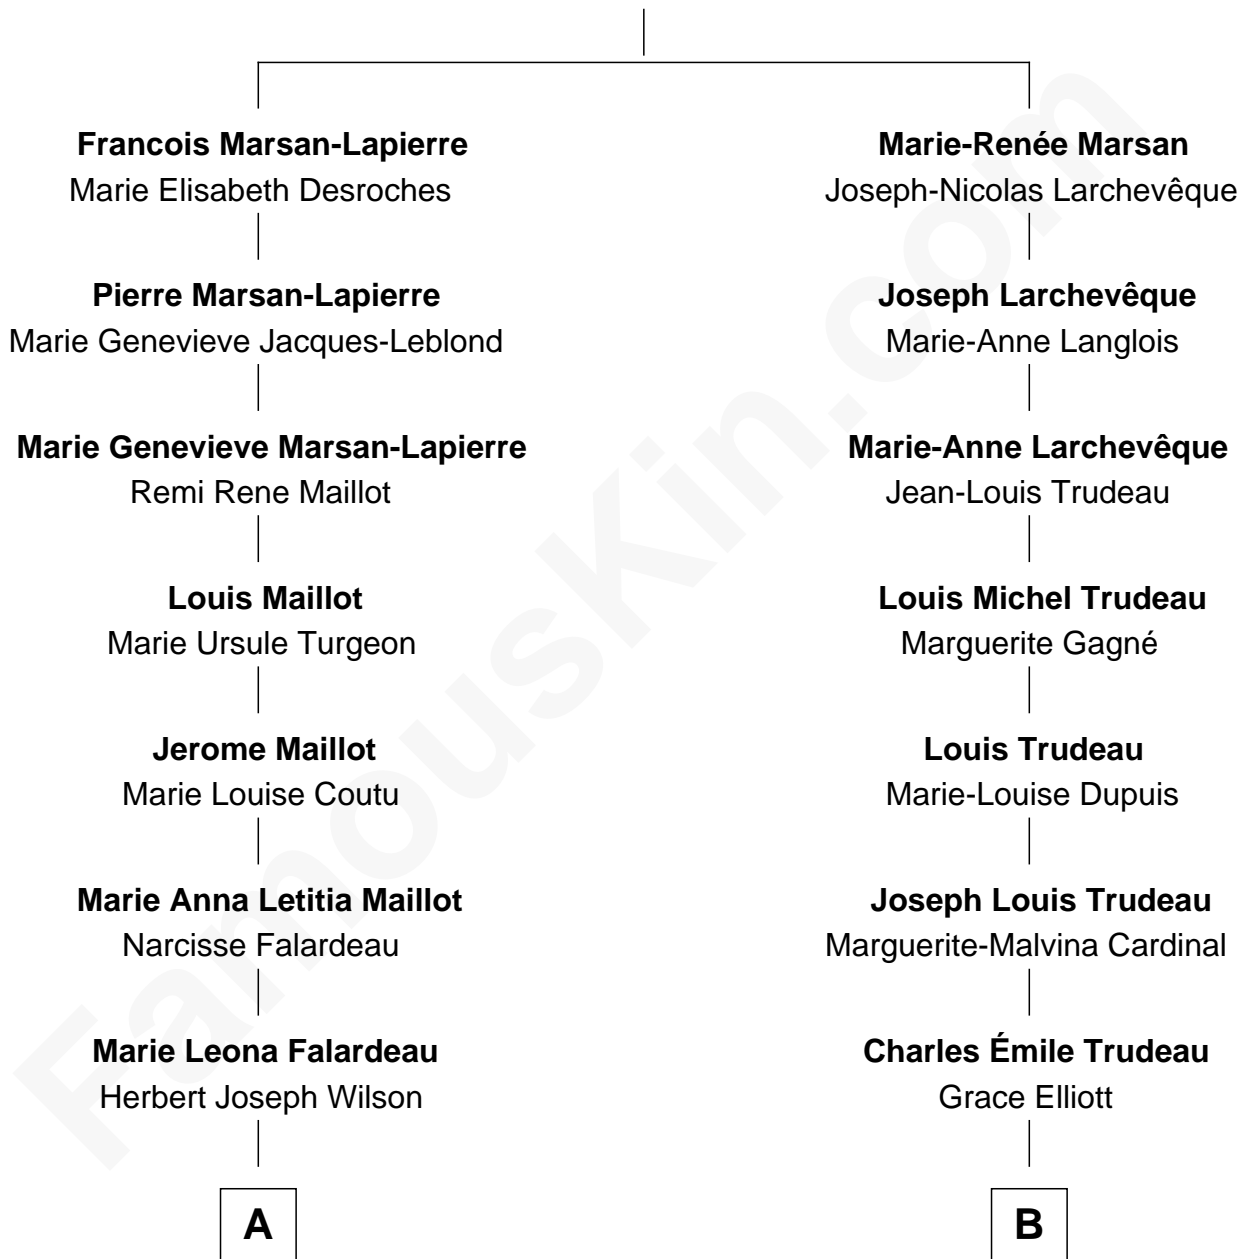 Francois Marsan-Lapierre
Marie Elisabeth Desroches
Pierre Marsan-Lapierre
Marie Genevieve Jacques-Leblond
Marie Genevieve Marsan-Lapierre
Remi Rene Maillot
Louis Maillot
Marie Ursule Turgeon
Jerome Maillot
Marie Louise Coutu
Marie Anna Letitia Maillot
Narcisse Falardeau
Marie Leona Falardeau
Herbert Joseph Wilson
A
Marie-Renée Marsan
Joseph-Nicolas Larchevêque
Joseph Larchevêque
Marie-Anne Langlois
Marie-Anne Larchevêque
Jean-Louis Trudeau
Louis Michel Trudeau
Marguerite Gagné
Louis Trudeau
Marie-Louise Dupuis
Joseph Louis Trudeau
Marguerite-Malvina Cardinal
Charles Émile Trudeau
Grace Elliott
B
FamousKin.com